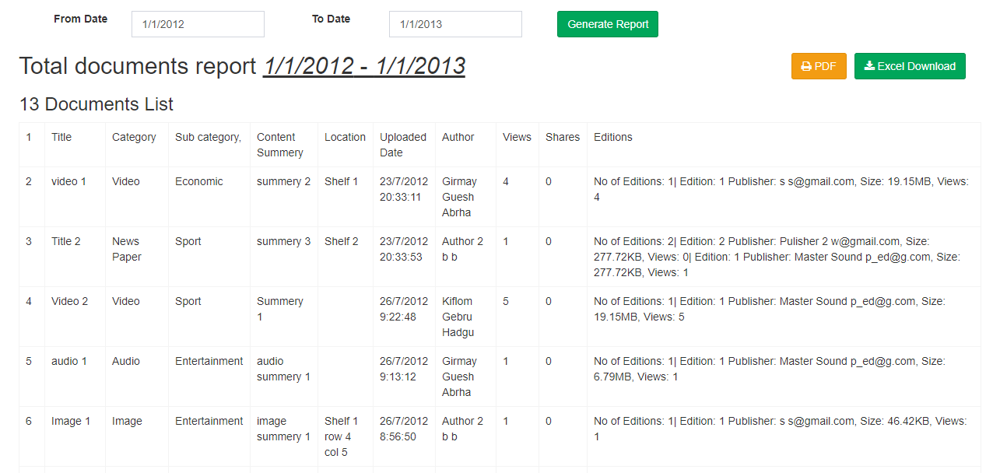 From Date 1/1/2012 To Date 1/1/2013 Generate Report
Total documents report 1/1/2012 - 1/1/2013 PDF Excel Download
13 Documents List
1 Title Category Sub category, Content Summery Location Uploaded Date Author Views Shares Editions
2 video 1 Video Economic summery 2 Shelf 1 23/7/2012 20:33:11 Girmay Guesh Abrha 4 0 No of Editions: 1| Edition: 1 Publisher: s s@gmail.com, Size: 19.15MB, Views: 4
3 Title 2 News Paper Sport summery 3 Shelf 2 23/7/2012 20:33:53 Author 2 b b 1 0 No of Editions: 2| Edition: 2 Publisher: Pulisher 2 w@gmail.com, Size: 277.72KB, Views: 0| Edition: 1 Publisher: Master Sound p_ed@g.com, Size: 277.72KB, Views: 1
4 Video 2 Video Sport Summery 1 26/7/2012 9:22:48 Kiflom Gebru Hadgu 5 0 No of Editions: 1| Edition: 1 Publisher: Master Sound p_ed@g.com, Size: 19.15MB, Views: 5
5 audio 1 Audio Entertainment audio summery 1 26/7/2012 9:13:12 Girmay Guesh Abrha 1 0 No of Editions: 1| Edition: 1 Publisher: Master Sound p_ed@g.com, Size: 6.79MB, Views: 1
6 Image 1 Image Entertainment image summery 1 Shelf 1 row 4 col 5 26/7/2012 8:56:50 Author 2 b b 1 0 No of Editions: 1| Edition: 1 Publisher: s s@gmail.com, Size: 46.42KB, Views: 1